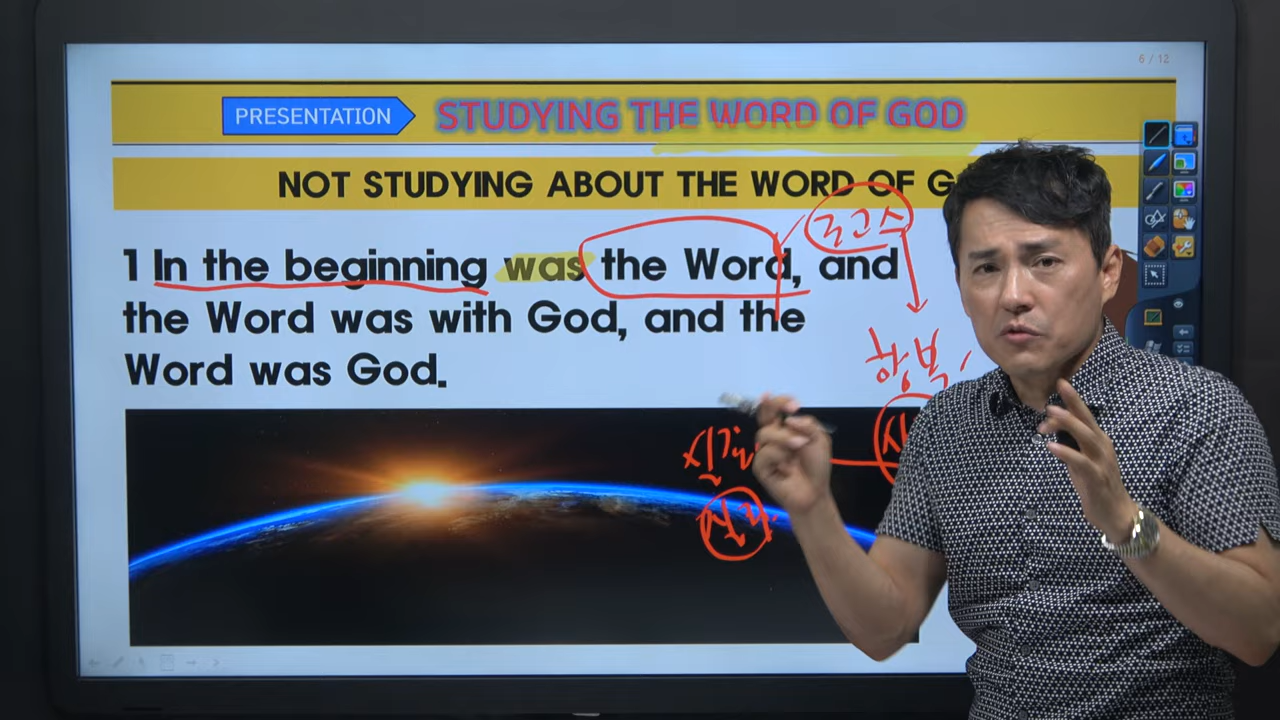 6 / 12
PRESENTATION
STUDYING THE WORD OF GOD
NOT STUDYING ABOUT THE WORD OF G
로고스
1 In the beginning was the Word, and
the Word was with God, and the
Word was God.
행복